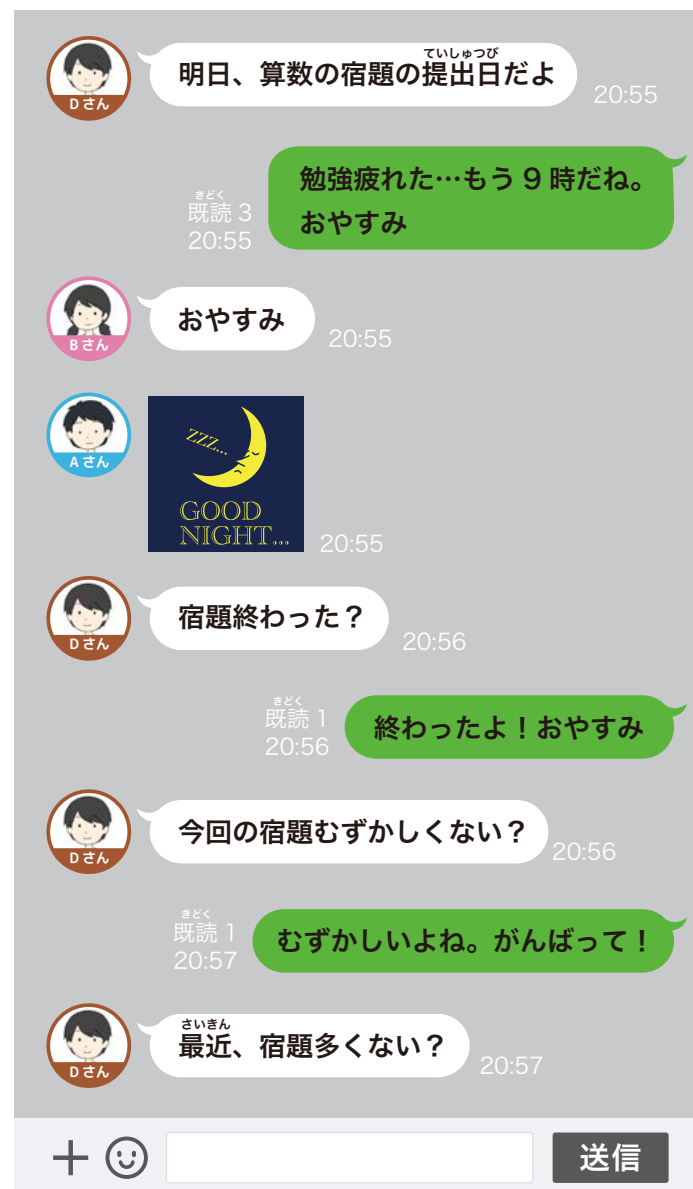 明日、算数の宿題の提出日だよ
ていしゅつび
Dさん
20:55
勉強疲れた…もう9時だね。
おやすみ
きどく
既読 3
20:55
おやすみ
Bさん
20:55
ZZZ...
GOOD
NIGHT...
Aさん
20:55
宿題終わった？
Dさん
20:56
きどく
既読 1
20:56
終わったよ！おやすみ
今回の宿題むずかしくない？
Dさん
20:56
きどく
既読 1
20:57
むずかしいよね。がんばって！
さいきん
最近、宿題多くない？
Dさん
20:57
送信